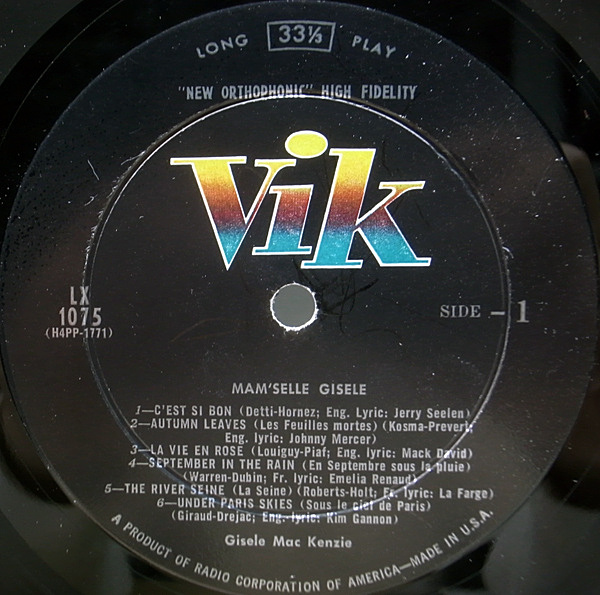 LONG 33⅓ PLAY
"NEW ORTHOPHONIC" HIGH FIDELITY
Vik
LX
1075
(H4PP-1771)
SIDE - 1
MAM'SELLE GISELE
1—C'EST SI BON (Detti-Hornez; Eng. Lyric: Jerry Seelen)
2—AUTUMN LEAVES (Les Feuilles mortes) (Kosma-Prevert;
Eng. lyric: Johnny Mercer)
3—LA VIE EN ROSE (Louiguy-Piaf; Eng. lyric: Mack David)
4—SEPTEMBER IN THE RAIN (En Septembre sous la pluie)
(Warren-Dubin; Fr. lyric: Emelia Renaud)
5—THE RIVER SEINE (La Seine) (Roberts-Holt; Fr. lyric: La Farge)
6—UNDER PARIS SKIES (Sous le ciel de Paris)
(Giraud-Drejac; Eng. lyric: Kim Gannon)
Gisele Mac Kenzie
A PRODUCT OF RADIO CORPORATION OF AMERICA—MADE IN U.S.A.